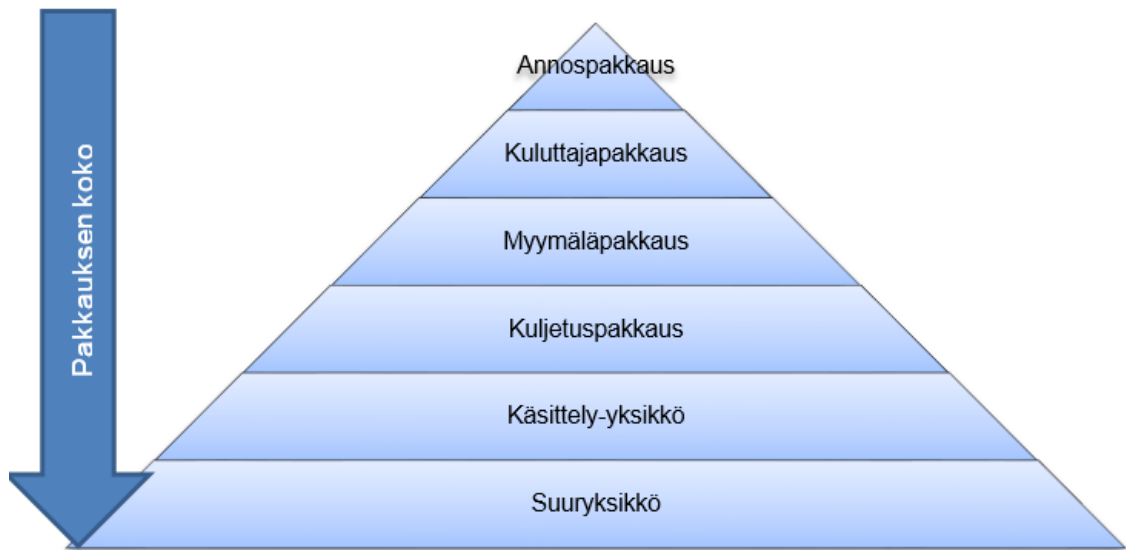 Pakkauksen koko
Annospakkaus
Kuluttajapakkaus
Myymäläpakkaus
Kuljetuspakkaus
Käsittely-yksikkö
Suuryksikkö